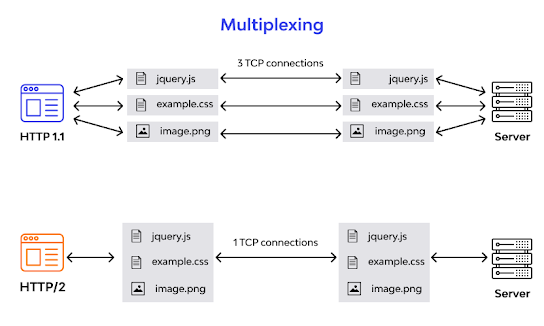 Multiplexing
3 TCP connections
jquery.js
jquery.js
example.css
example.css
image.png
image.png
HTTP 1.1
Server
1 TCP connections
jquery.js
jquery.js
example.css
example.css
image.png
image.png
HTTP/2
Server